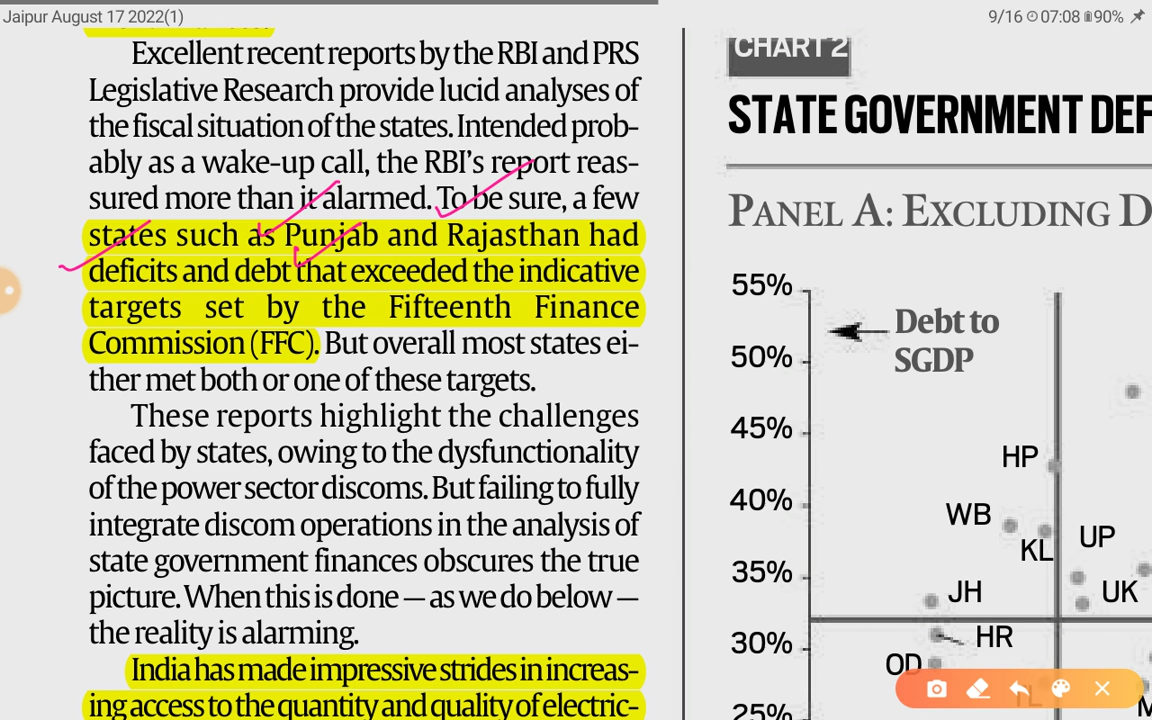 Jaipur August 17 2022(1)
9/16 07:08 90%
Excellent recent reports by the RBI and PRS
Legislative Research provide lucid analyses of
the fiscal situation of the states. Intended prob-
ably as a wake-up call, the RBI's report reas-
sured more than it alarmed. To be sure, a few
states such as Punjab and Rajasthan had
deficits and debt that exceeded the indicative
targets set by the Fifteenth Finance
Commission (FFC). But overall most states ei-
ther met both or one of these targets.
These reports highlight the challenges
faced by states, owing to the dysfunctionality
of the power sector discoms. But failing to fully
integrate discom operations in the analysis of
state government finances obscures the true
picture. When this is done — as we do below —
the reality is alarming.
India has made impressive strides in increas-
ing access to the quantity and quality of electric-
CHART 2
STATE GOVERNMENT DEF
PANEL A: EXCLUDING D
55%
Debt to
SGDP
50%
45%
HP
40%
WB
KL
UP
35%
JH
UK
HR
30%
OD
25%